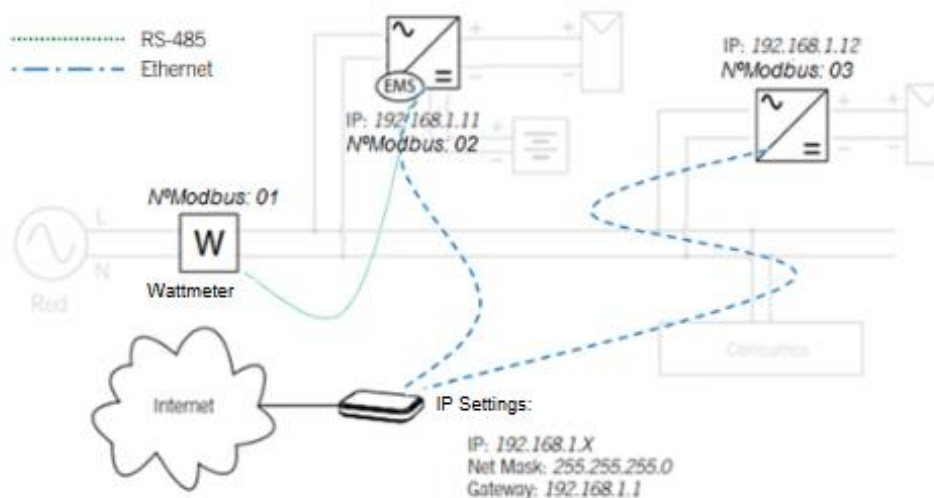 RS-485
Ethernet
EMS
IP: 192.168.1.11
NºModbus: 02
IP: 192.168.1.12
NºModbus: 03
NºModbus: 01
L
N
W
Wattmeter
Red
Consumos
Internet
IP Settings:
IP: 192.168.1.X
Net Mask: 255.255.255.0
Gateway: 192.168.1.1